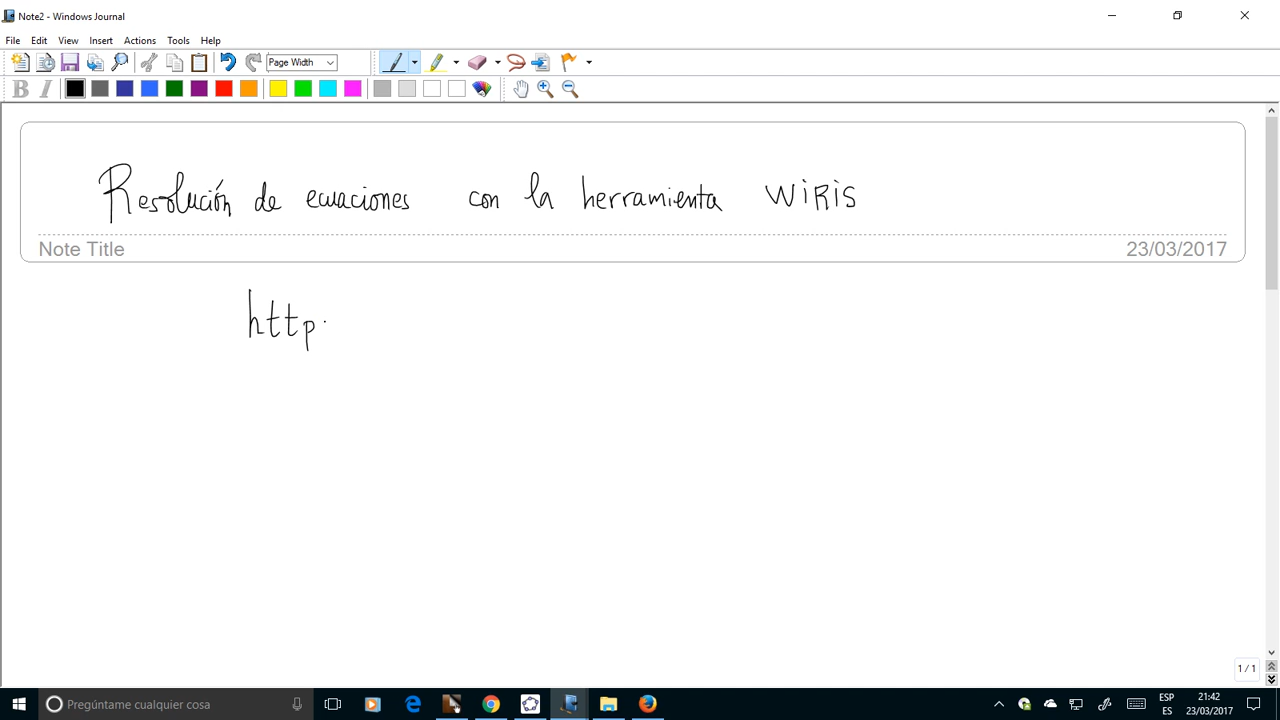 Note2 - Windows Journal
File Edit View Insert Actions Tools Help
Page Width
B I
Resolución de ecuaciones con la herramienta WIRIS
Note Title 23/03/2017
http.
1 / 1
Pregúntame cualquier cosa
ESP 21:42
ES 23/03/2017